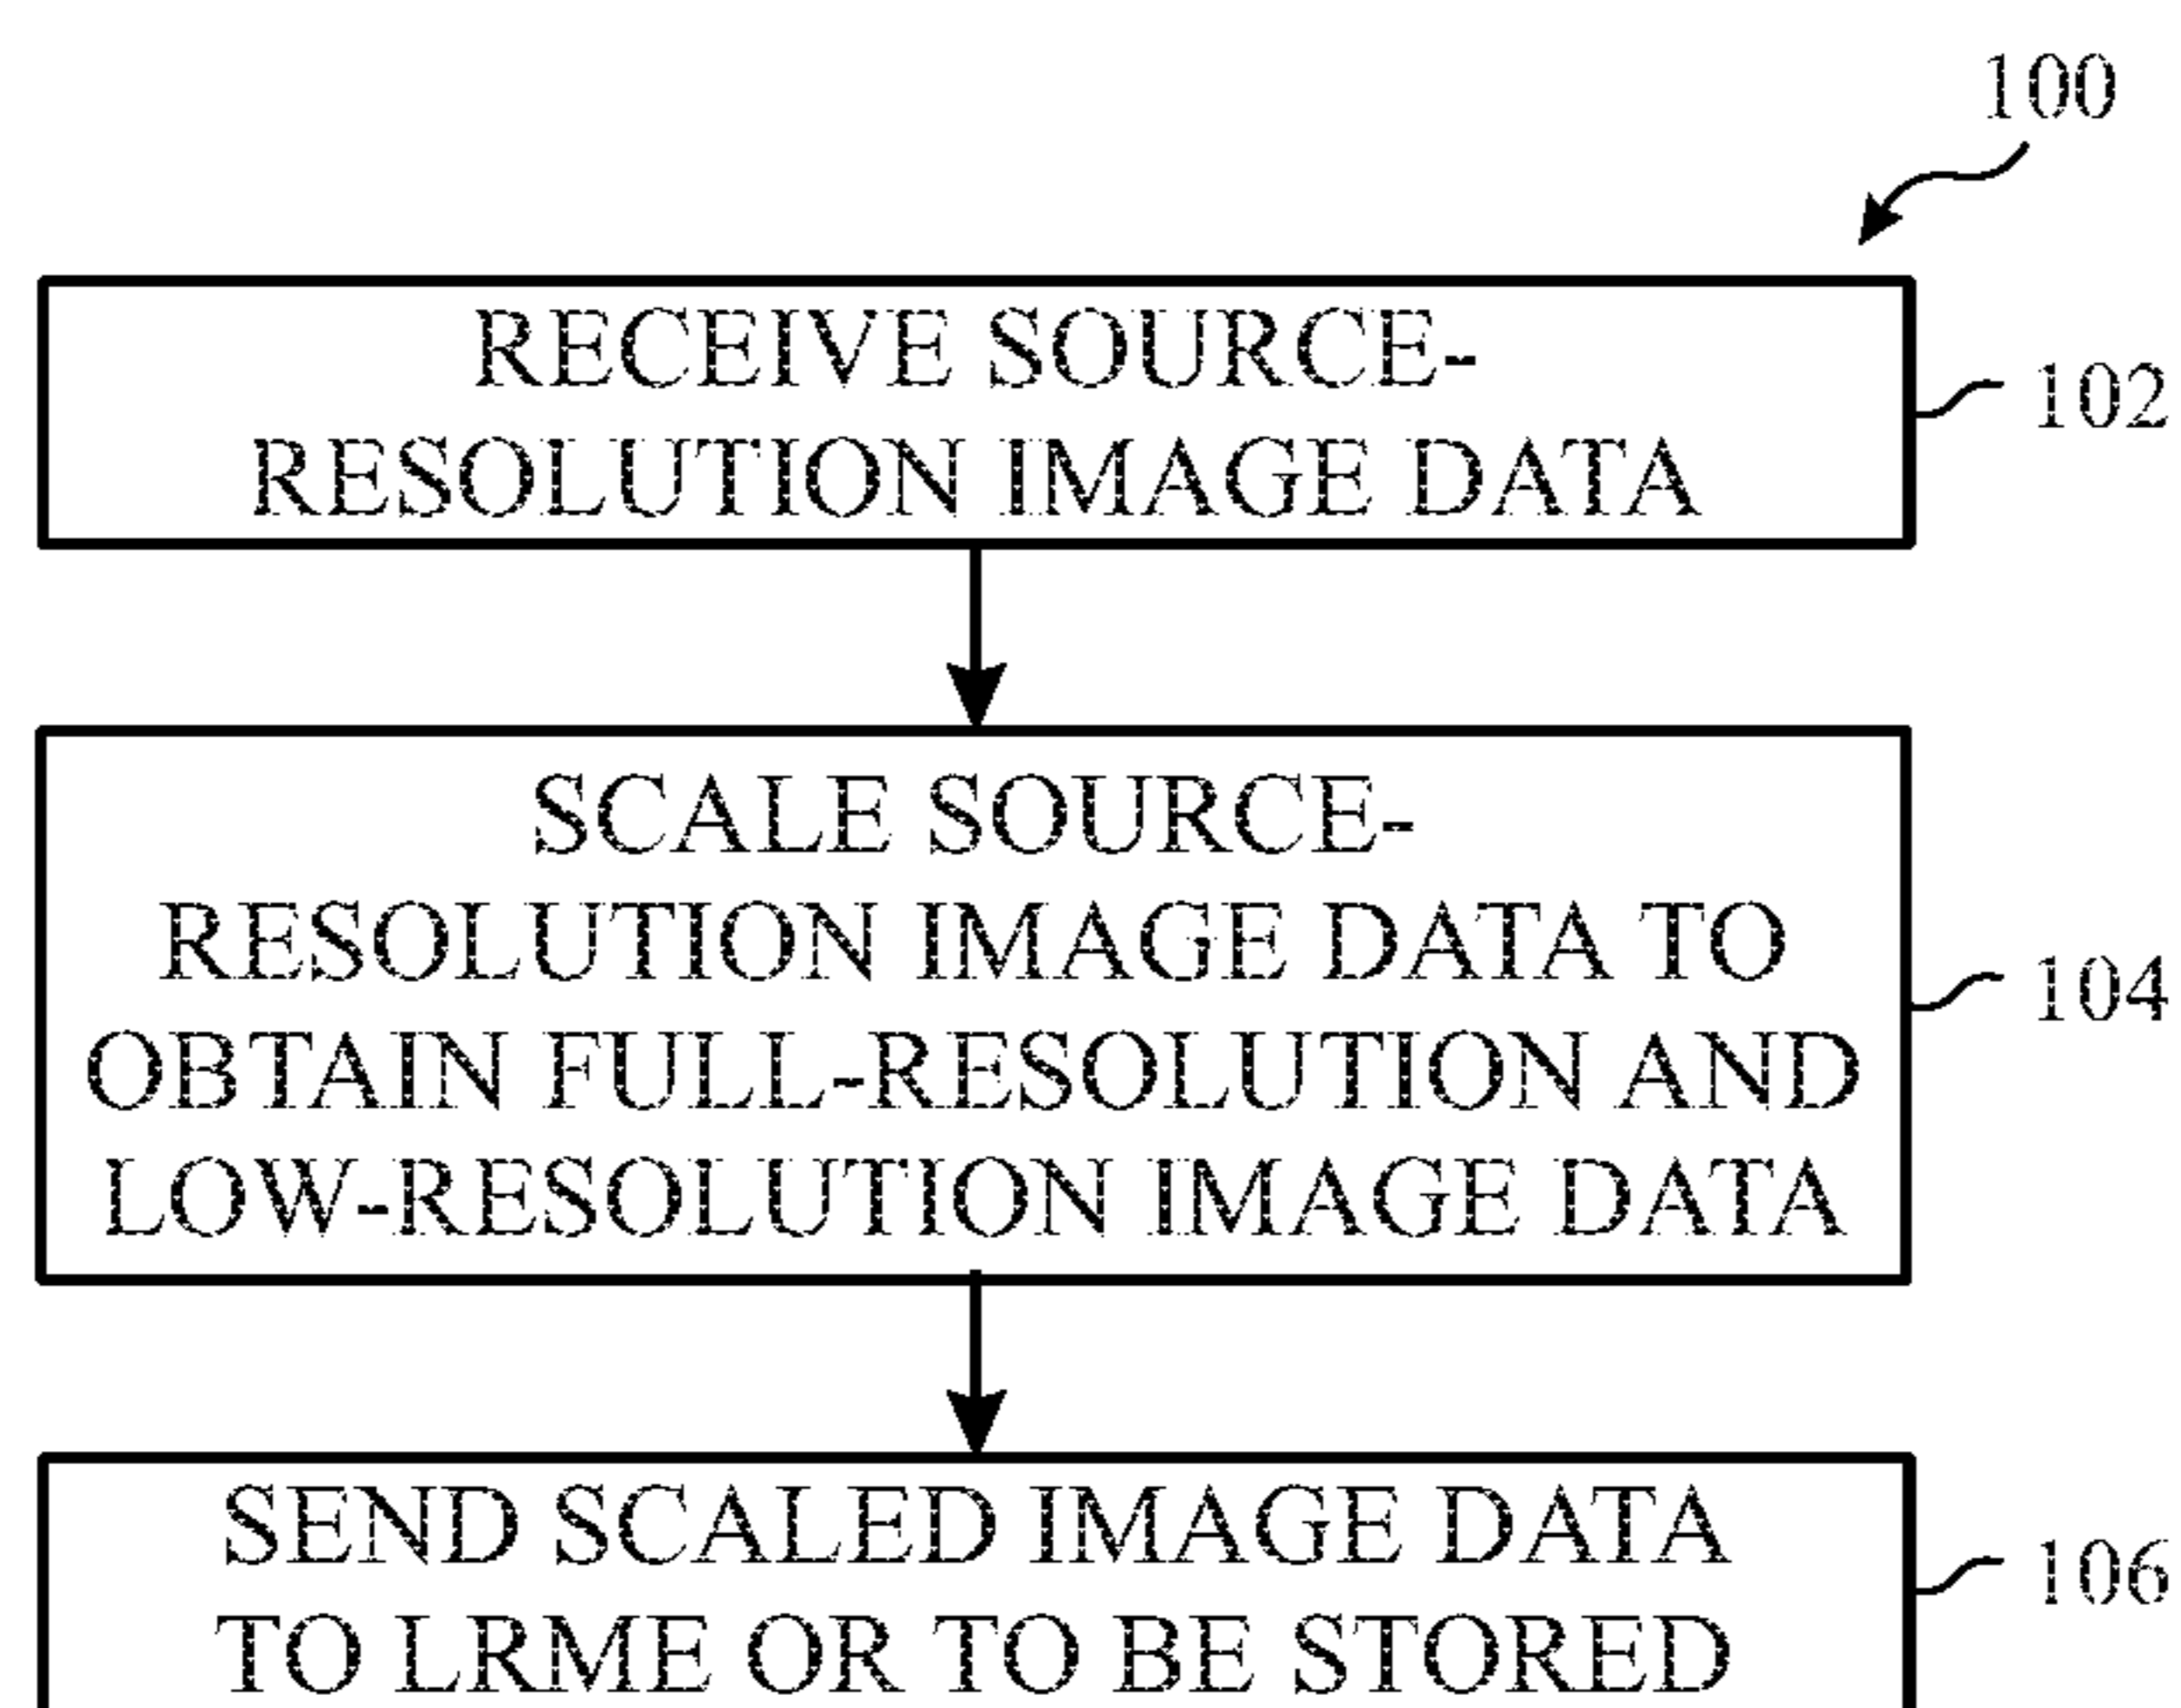 100
RECEIVE SOURCE-
RESOLUTION IMAGE DATA
102
SCALE SOURCE-
RESOLUTION IMAGE DATA TO
OBTAIN FULL-RESOLUTION AND
LOW-RESOLUTION IMAGE DATA
104
SEND SCALED IMAGE DATA
TO LRME OR TO BE STORED
106